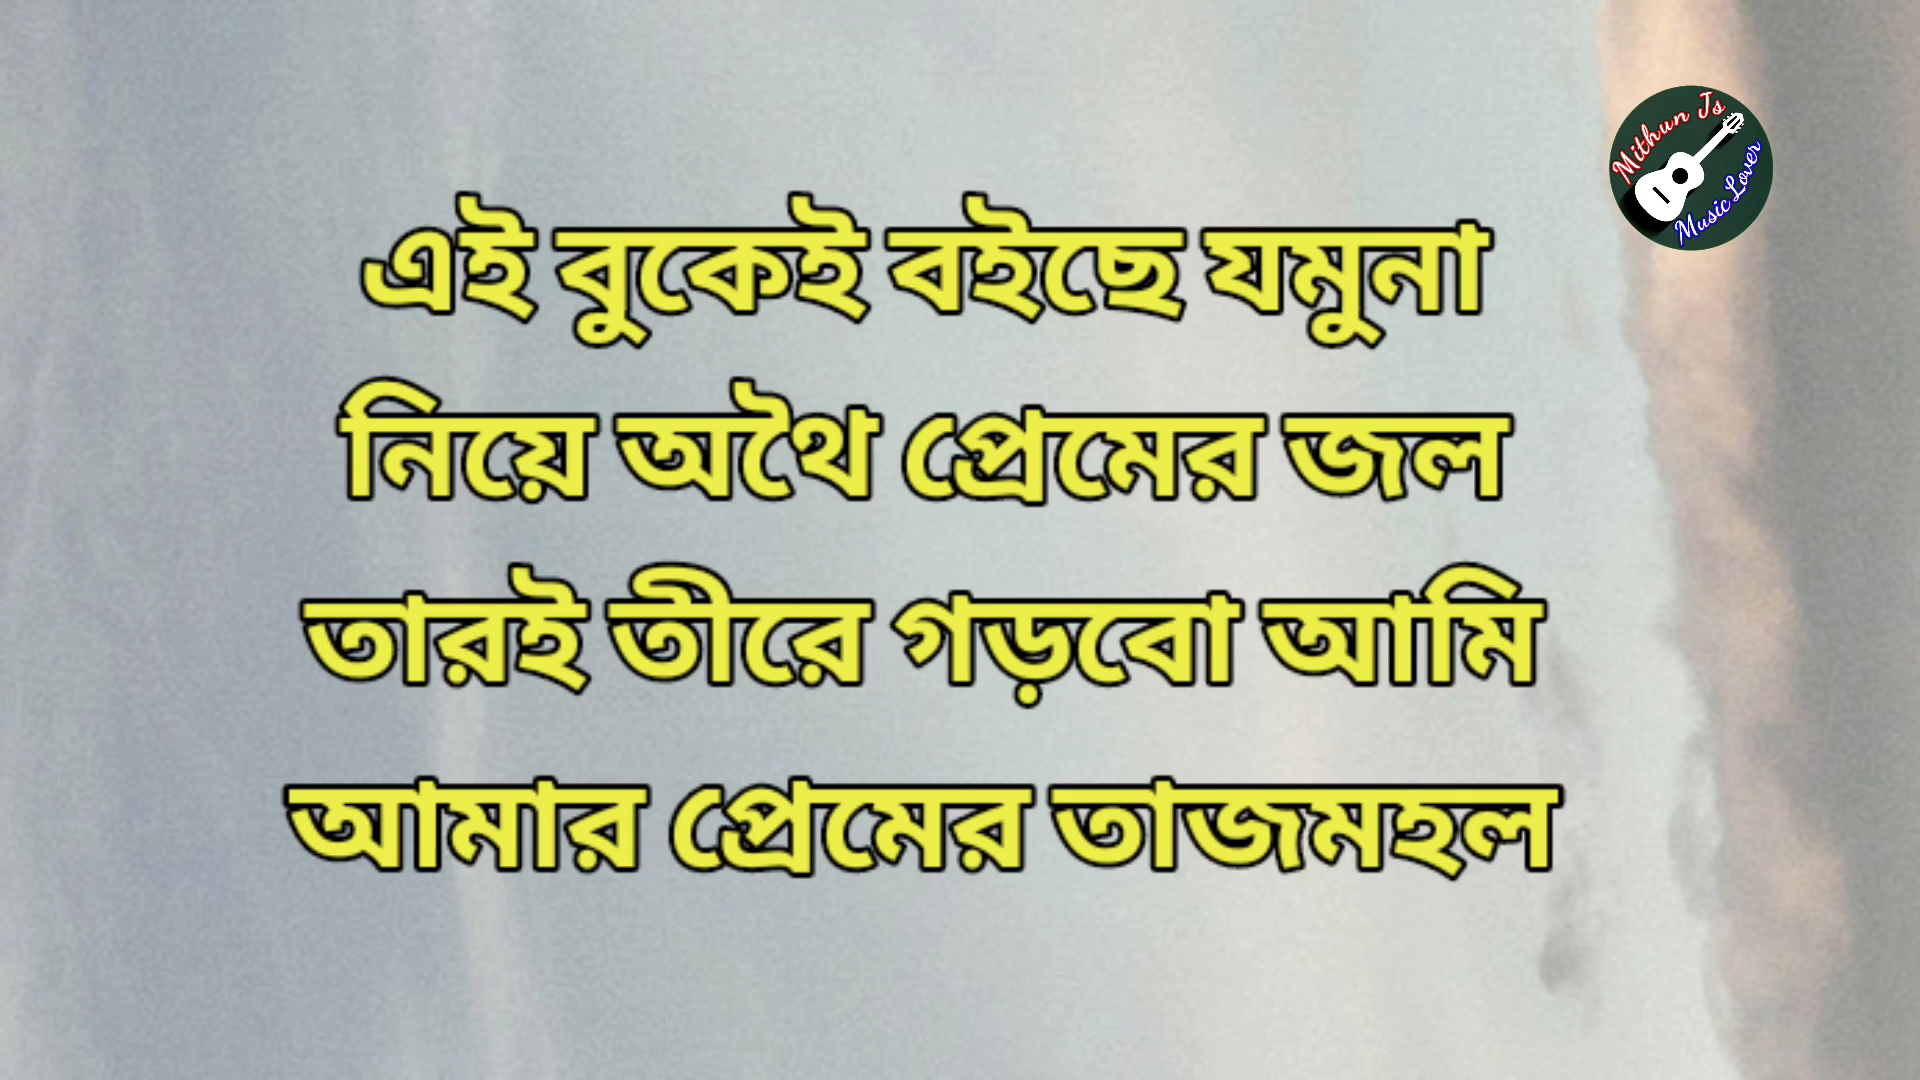 Mithun Js
Music Lover
এই বুকেই বইছে যমুনা
নিয়ে অথৈ প্রেমের জল
তারই তীরে গড়বো আমি
আমার প্রেমের তাজমহল